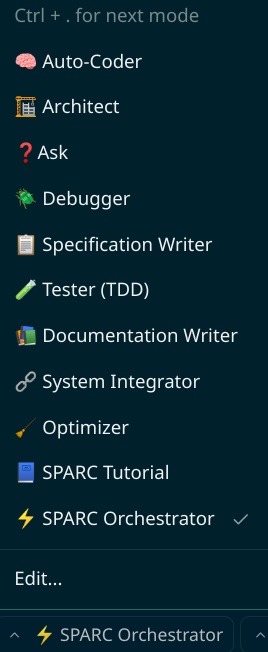 Ctrl + . for next mode
🧠 Auto-Coder
🏗️ Architect
❓Ask
🪲 Debugger
📋 Specification Writer
🧪 Tester (TDD)
📚 Documentation Writer
🔗 System Integrator
🧹 Optimizer
📘 SPARC Tutorial
⚡ SPARC Orchestrator ✓
Edit...
⚡ SPARC Orchestrator